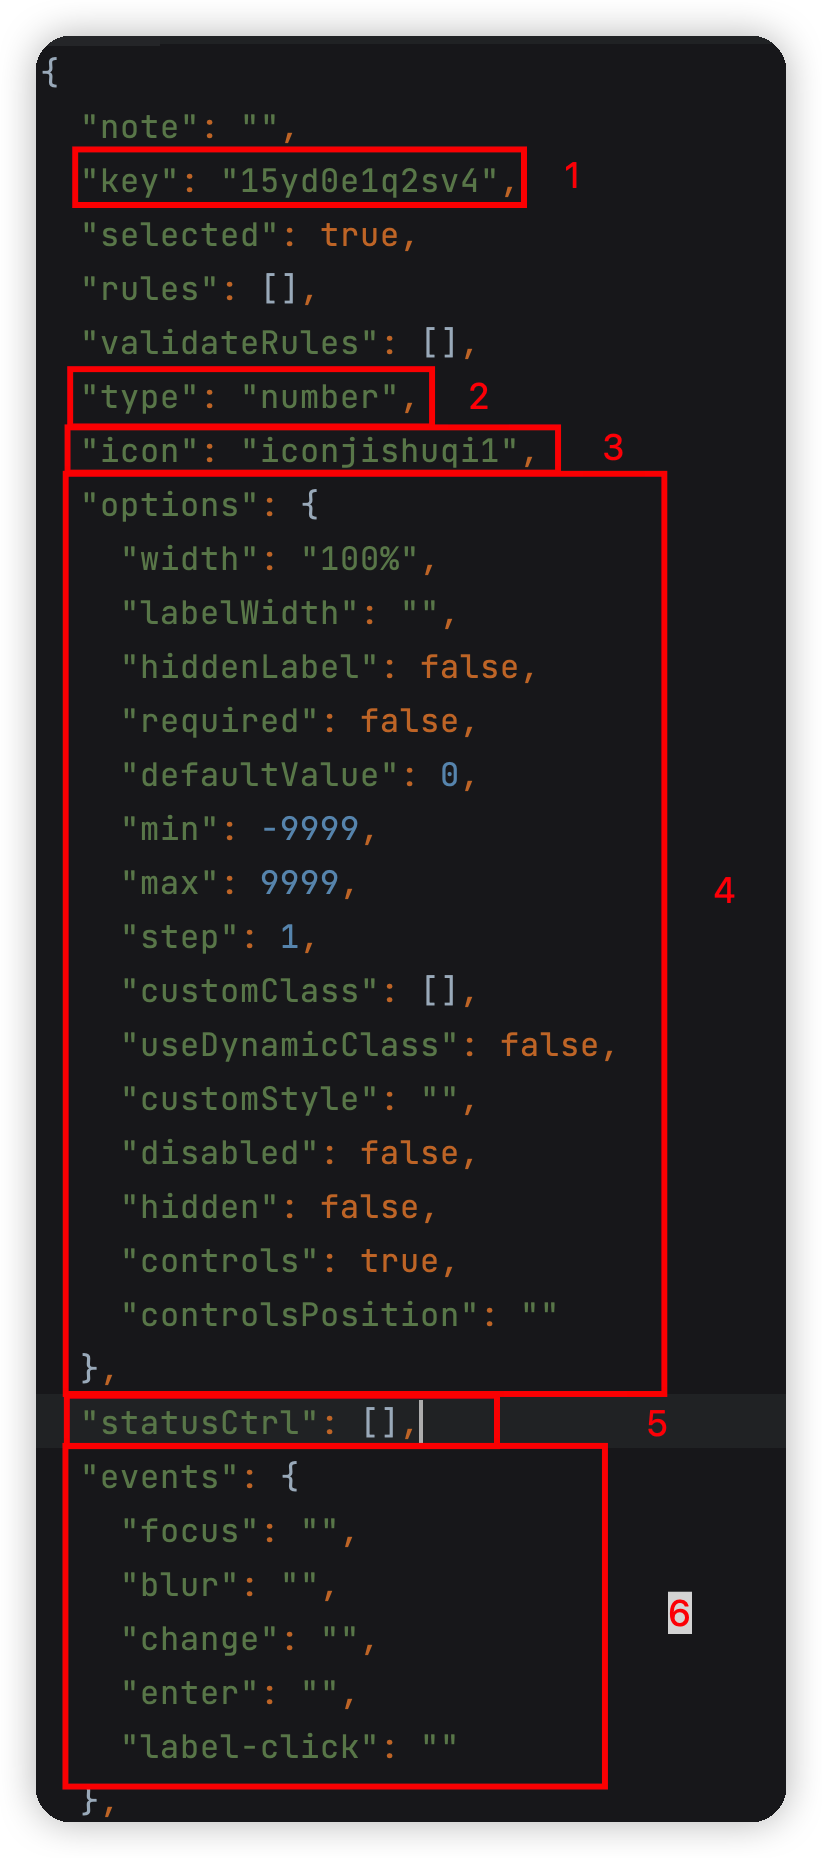 {
"note": "",
"key": "15yd0e1q2sv4", 1
"selected": true,
"rules": [],
"validateRules": [],
"type": "number", 2
"icon": "iconjishuqi1", 3
"options": {
"width": "100%",
"labelWidth": "",
"hiddenLabel": false,
"required": false,
"defaultValue": 0,
"min": -9999,
"max": 9999, 4
"step": 1,
"customClass": [],
"useDynamicClass": false,
"customStyle": "",
"disabled": false,
"hidden": false,
"controls": true,
"controlsPosition": ""
},
"statusCtrl": [], 5
"events": {
"focus": "",
"blur": "",
6
"change": "",
"enter": "",
"label-click": ""
},